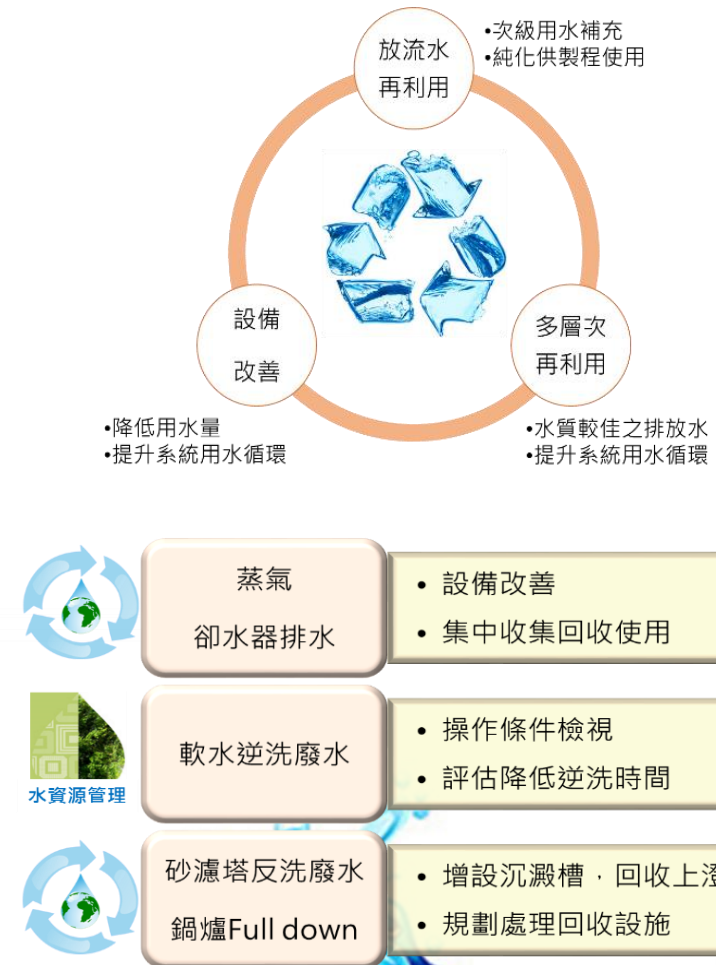 放流水
再利用
•次級用水補充
•純化供製程使用
設備
改善
•降低用水量
•提升系統用水循環
多層次
再利用
•水質較佳之排放水
•提升系統用水循環
蒸氣
卻水器排水
• 設備改善
• 集中收集回收使用
水資源管理
軟水逆洗廢水
• 操作條件檢視
• 評估降低逆洗時間
砂濾塔反洗廢水
鍋爐Full down
• 增設沉澱槽，回收上澄
• 規劃處理回收設施